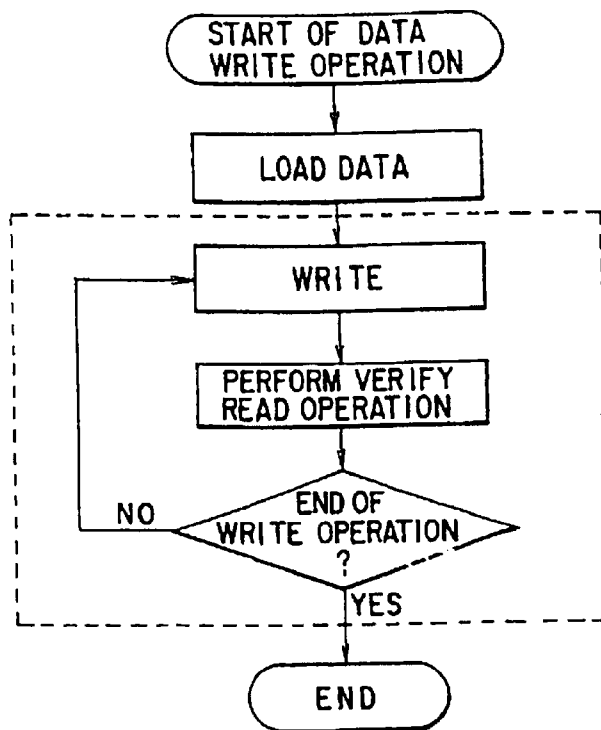 START OF DATA
WRITE OPERATION
LOAD DATA
WRITE
PERFORM VERIFY
READ OPERATION
END OF
WRITE OPERATION
?
NO
YES
END